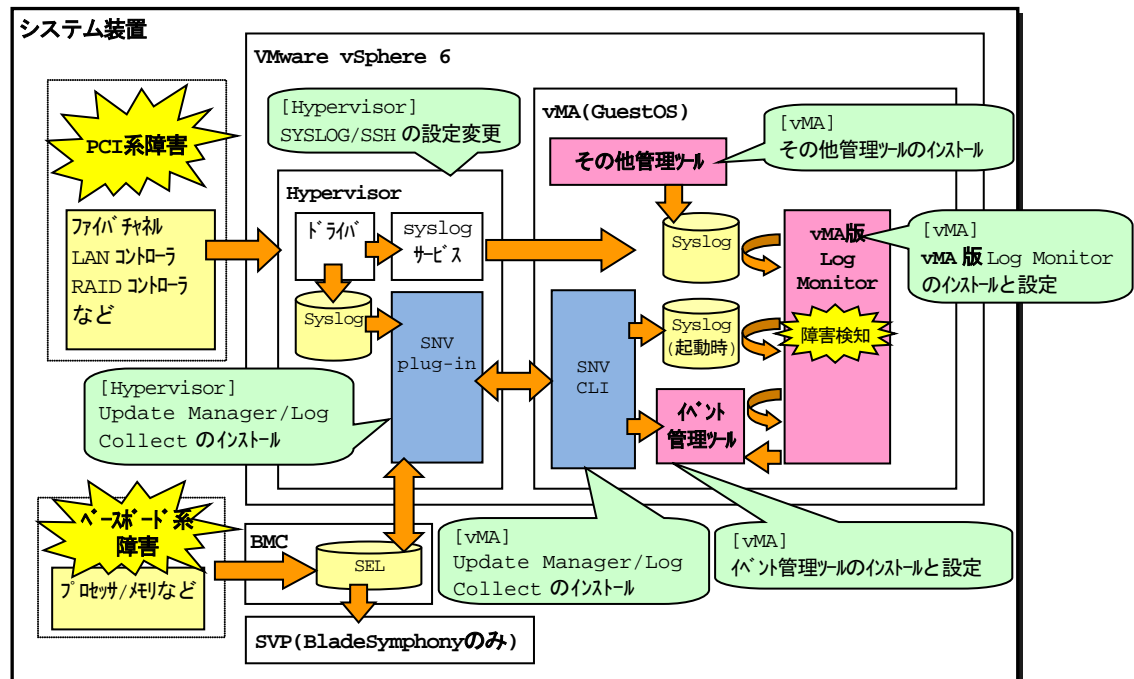 システム装置
VMware vSphere 6
[Hypervisor]
SYSLOG/SSH の設定変更
vMA(GuestOS)
[vMA]
その他管理ツールのインストール
その他管理ツール
PCI系障害
ファイバ チャネル
LAN コントローラ
RAID コントローラ
など
Hypervisor
ドライバ
syslog
サービス
Syslog
SNV
plug-in
Syslog
vMA版
Log
Monitor
[vMA]
vMA 版 Log Monitor
のインストールと設定
Syslog
(起動時)
障害検知
SNV
CLI
イベント
管理ツール
[Hypervisor]
Update Manager/Log
Collect のインストール
ベースボード系
障害
プロセッサ/メモリなど
BMC
SEL
SVP(BladeSymphonyのみ)
[vMA]
Update Manager/Log
Collect のインストール
[vMA]
イベント管理ツールのインストールと設定